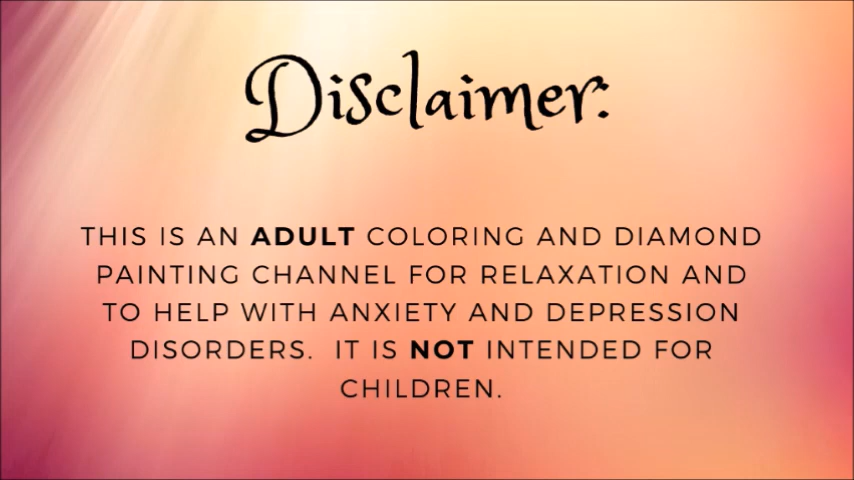 Disclaimer:
THIS IS AN ADULT COLORING AND DIAMOND
PAINTING CHANNEL FOR RELAXATION AND
TO HELP WITH ANXIETY AND DEPRESSION
DISORDERS.  IT IS NOT INTENDED FOR
CHILDREN.